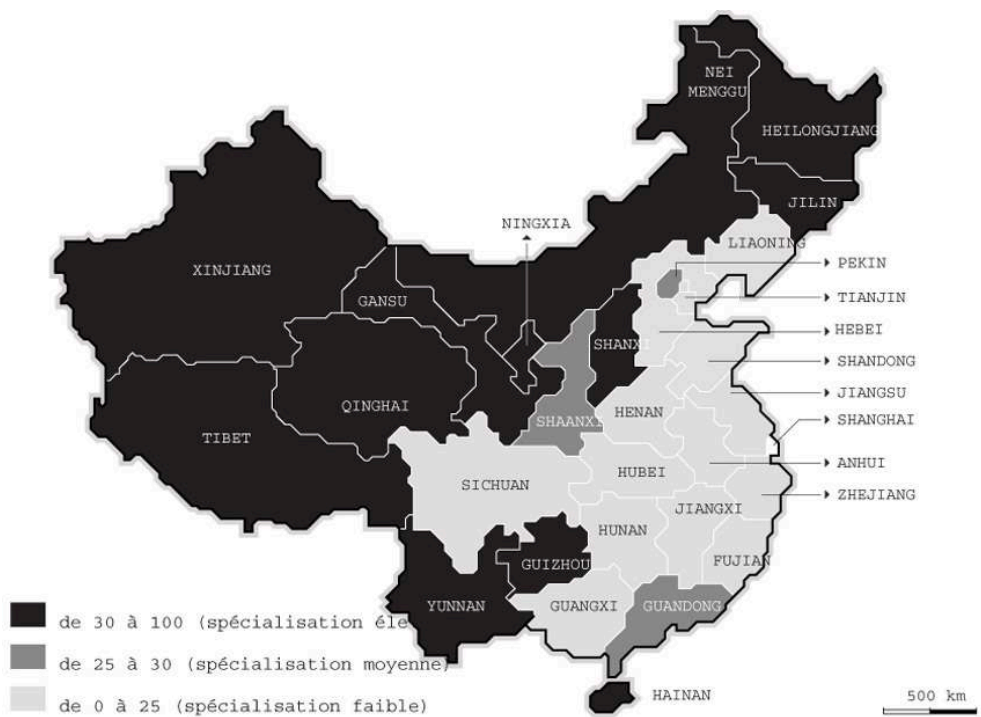 NEI
MENGGU
HEILONGJIANG
JILIN
NINGXIA
LIAONING
PEKIN
XINJIANG
TIANJIN
GANSU
HEBEI
SHANXI
SHANDONG
JIANGSU
QINGHAI
HENAN
SHAANXI
SHANGHAI
TIBET
HUBEI
ANHUI
SICHUAN
ZHEJIANG
JIANGXI
HUNAN
FUJIAN
GUIZHOU
YUNNAN
GUANGXI
GUANDONG
de 30 à 100 (spécialisation éle
de 25 à 30 (spécialisation moyenne)
de 0 à 25 (spécialisation faible)
HAINAN
500 km